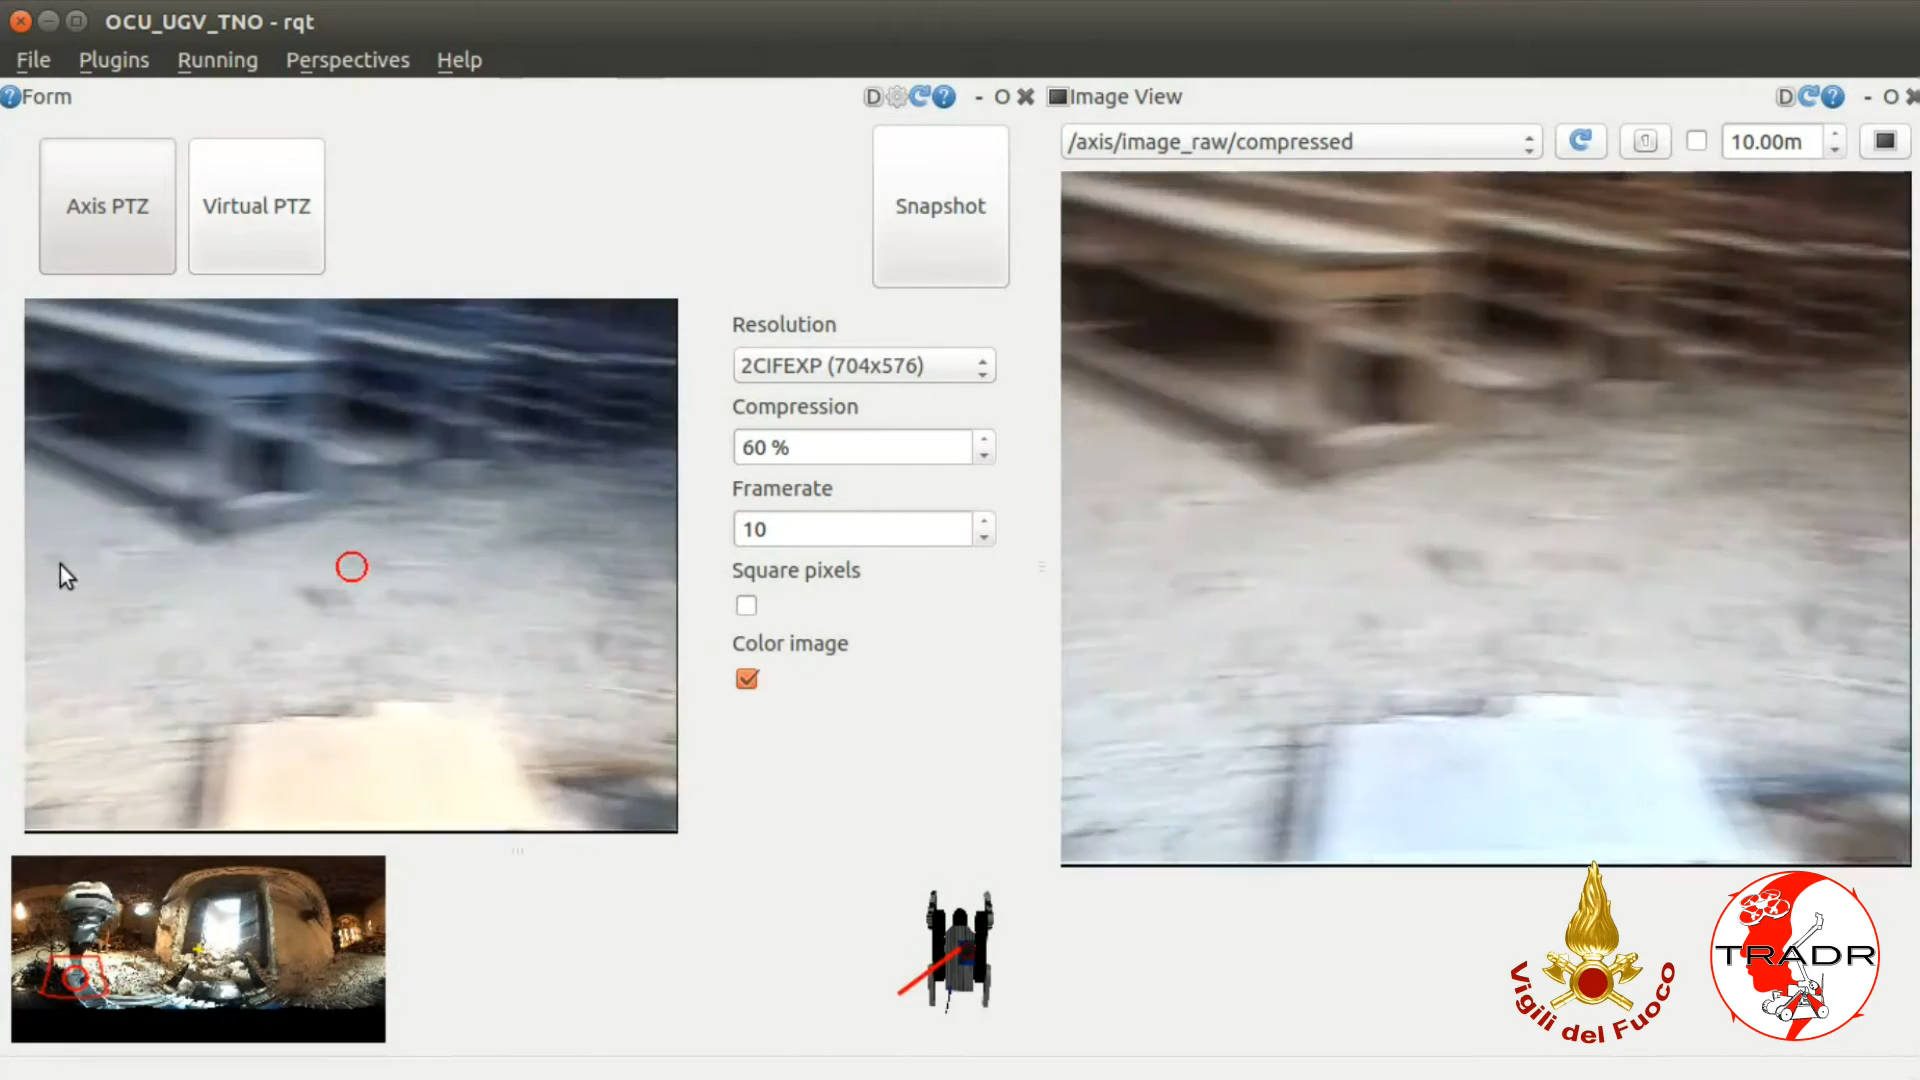 OCU_UGV_TNO - rqt
File Plugins Running Perspectives Help
Form
D
- O
Image View
D
- O
Axis PTZ
Virtual PTZ
Snapshot
/axis/image_raw/compressed
10.00m
Resolution
2CIFEXP (704x576)
Compression
60 %
Framerate
10
Square pixels
Color image
Vigili del Fuoco
TRADR